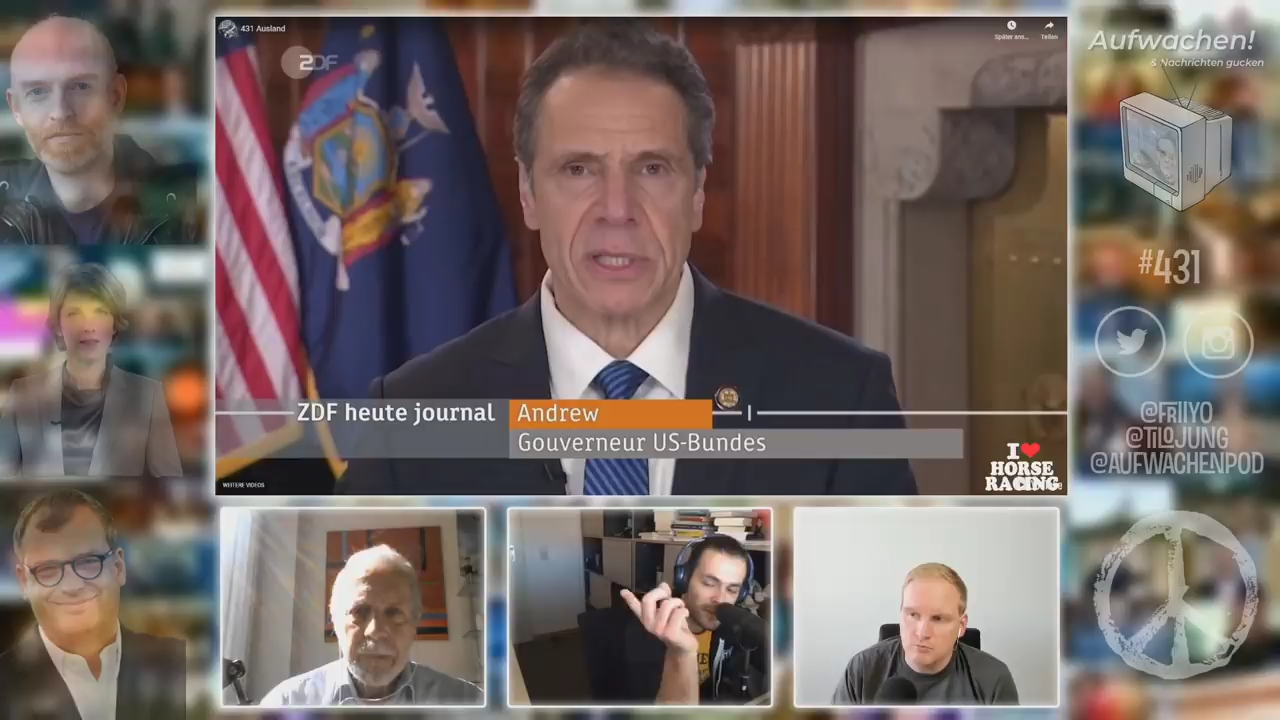 431 Ausland
ZDF
Später ans...
Teilen
Aufwachen!
& Nachrichten gucken
#431
@FRIIYO
@TILOJUNG
@AUFWACHENPOD
ZDF heute journal
Andrew
Gouverneur US-Bundes
I ❤
HORSE
RACING
WEITERE VIDEOS